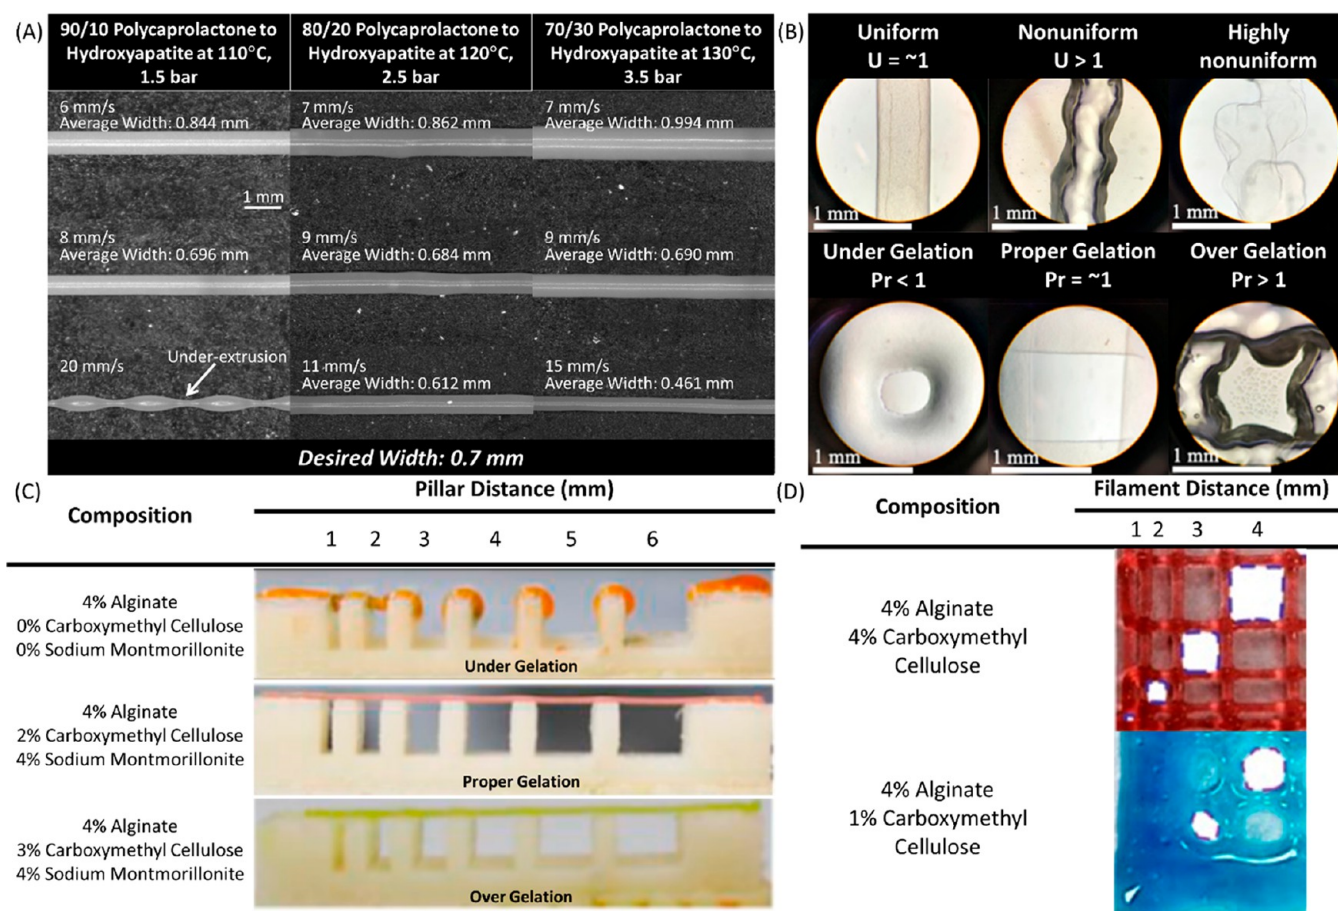 (A)
90/10 Polycaprolactone to
Hydroxyapatite at 110°C,
1.5 bar
80/20 Polycaprolactone to
Hydroxyapatite at 120°C,
2.5 bar
70/30 Polycaprolactone to
Hydroxyapatite at 130°C,
3.5 bar
6 mm/s
Average Width: 0.844 mm
7 mm/s
Average Width: 0.862 mm
7 mm/s
Average Width: 0.994 mm
1 mm
8 mm/s
Average Width: 0.696 mm
9 mm/s
Average Width: 0.684 mm
9 mm/s
Average Width: 0.690 mm
20 mm/s
Under-extrusion
11 mm/s
Average Width: 0.612 mm
15 mm/s
Average Width: 0.461 mm
Desired Width: 0.7 mm
(B)
Uniform
U = ~1
Nonuniform
U > 1
Highly
nonuniform
1 mm
1 mm
1 mm
Under Gelation
Pr < 1
Proper Gelation
Pr = ~1
Over Gelation
Pr > 1
1 mm
1 mm
1 mm
(C)
Composition
Pillar Distance (mm)
1 2 3 4 5 6
4% Alginate
0% Carboxymethyl Cellulose
0% Sodium Montmorillonite
Under Gelation
4% Alginate
2% Carboxymethyl Cellulose
4% Sodium Montmorillonite
Proper Gelation
4% Alginate
3% Carboxymethyl Cellulose
4% Sodium Montmorillonite
Over Gelation
(D)
Composition
Filament Distance (mm)
1 2 3 4
4% Alginate
4% Carboxymethyl
Cellulose
4% Alginate
1% Carboxymethyl
Cellulose